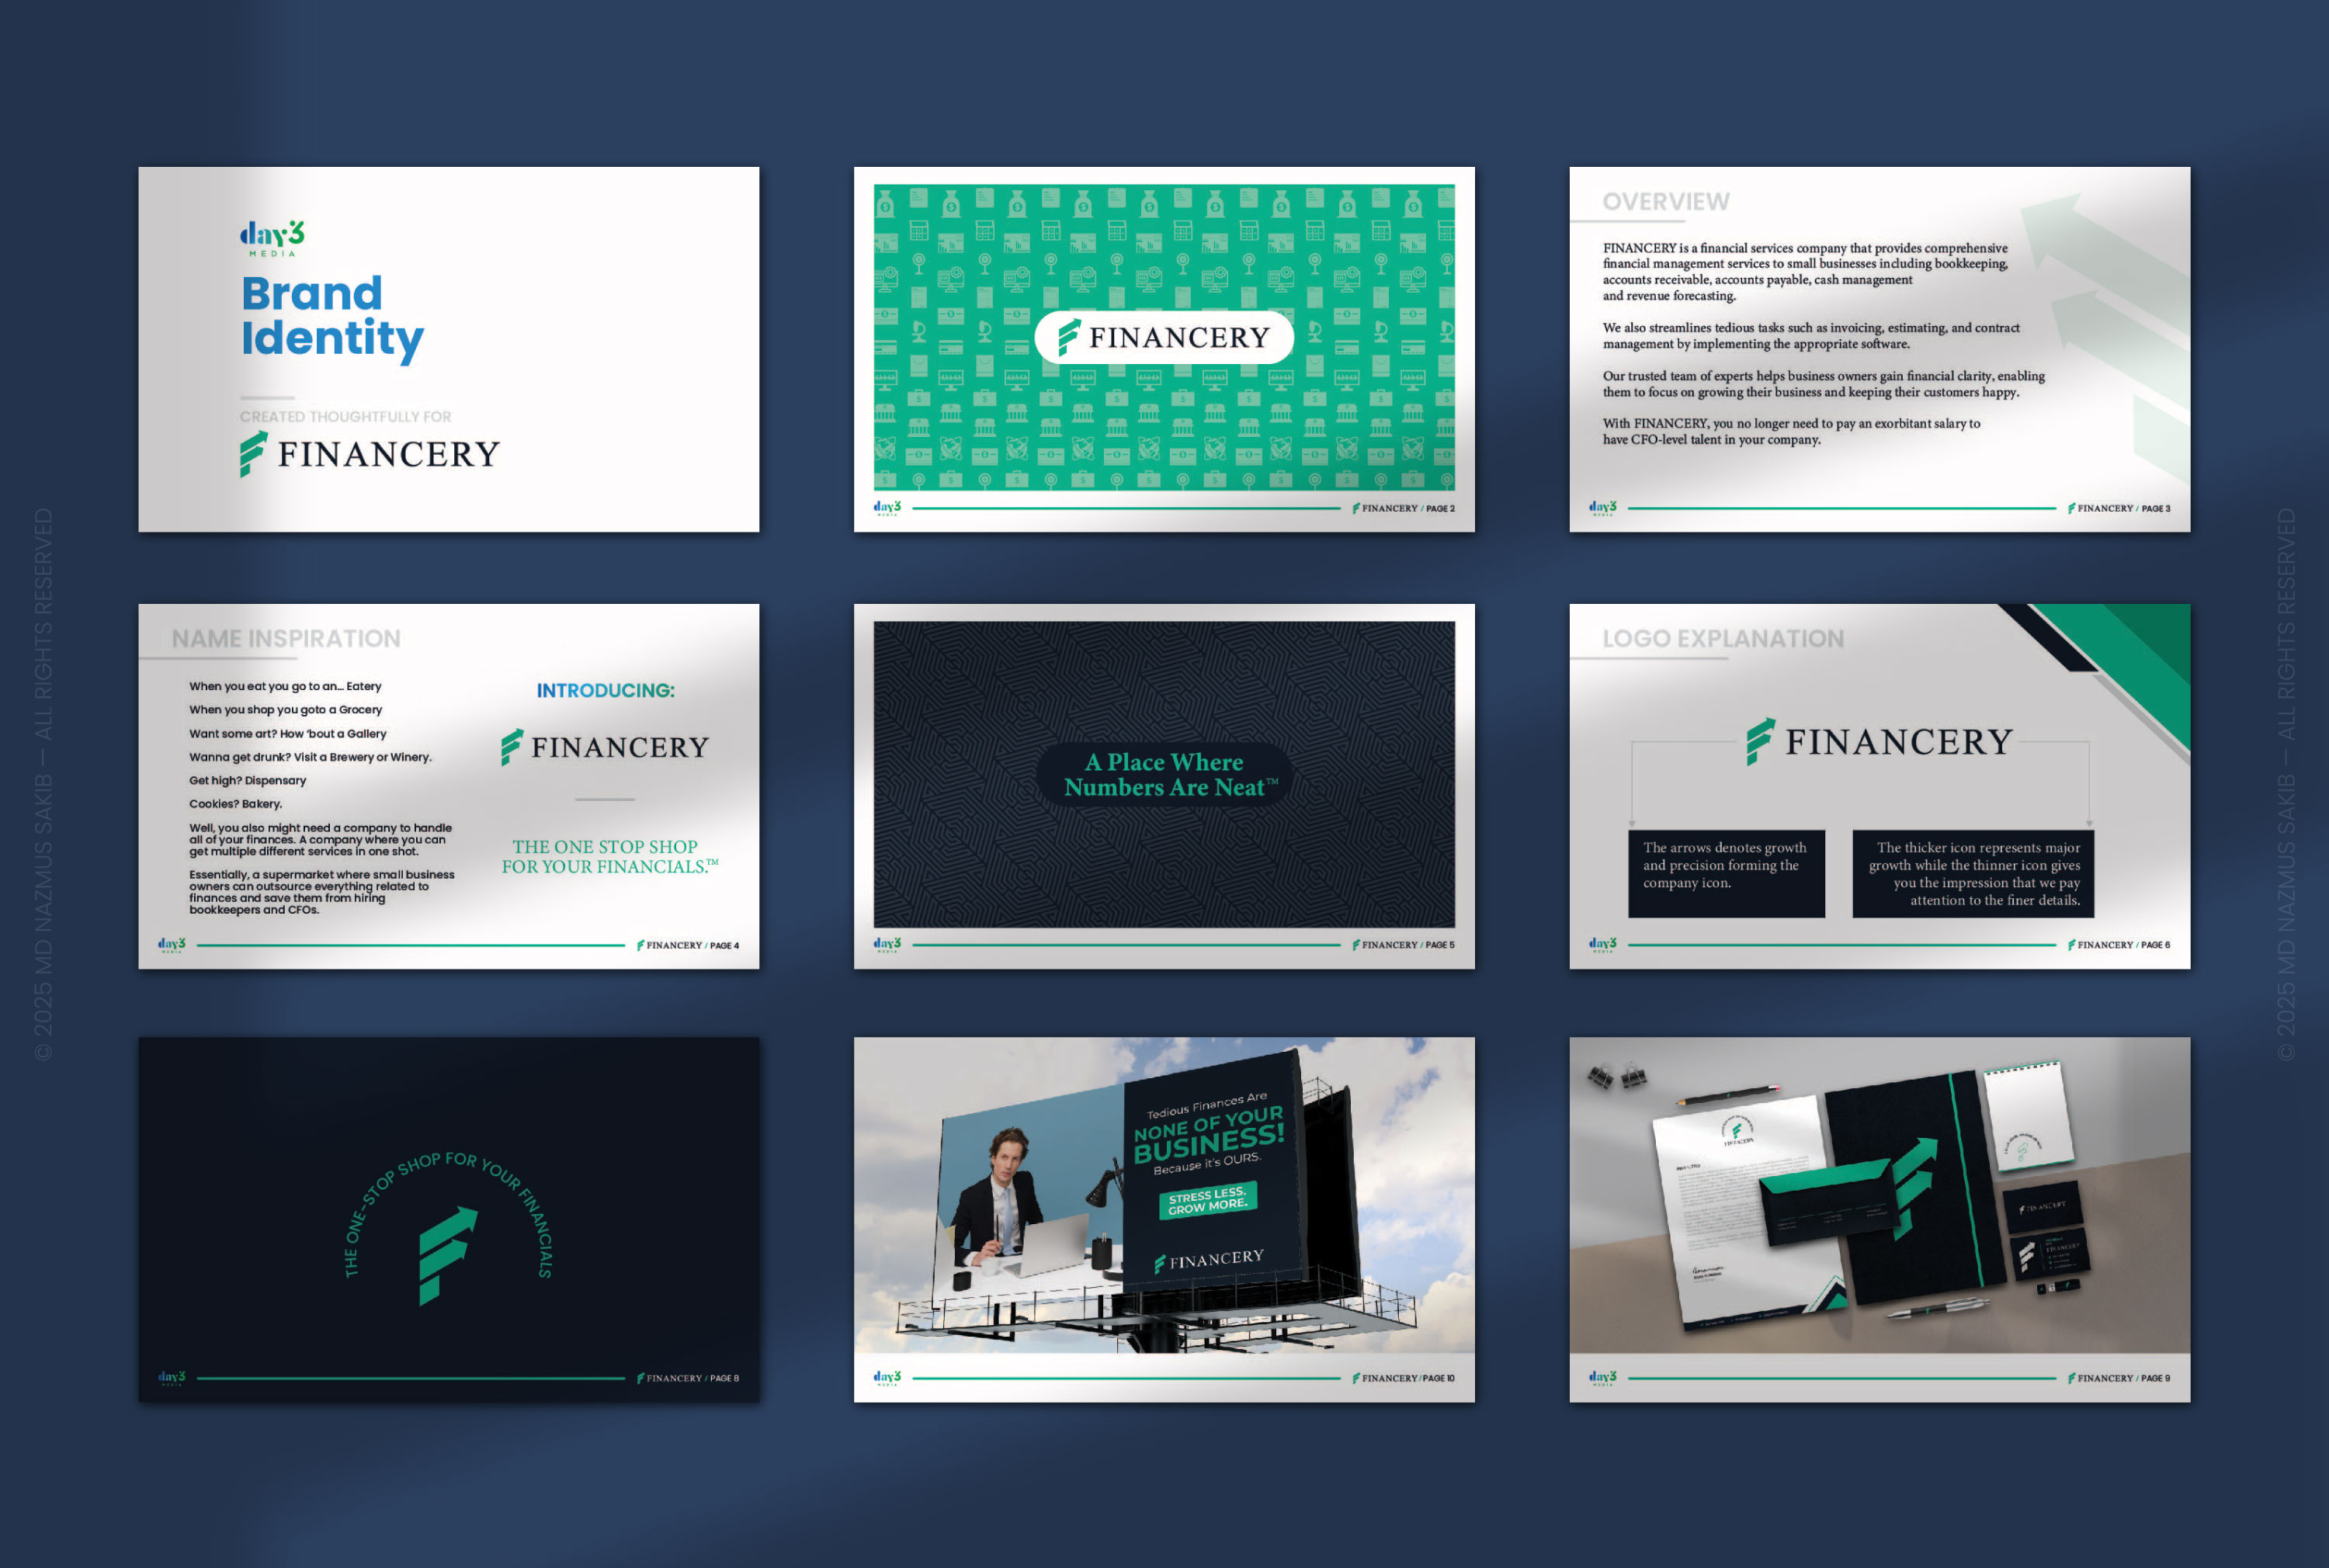 day3
MEDIA
Brand
Identity
CREATED THOUGHTFULLY FOR
FINANCERY
FINANCERY
day3
MEDIA
FINANCERY / PAGE 2
OVERVIEW
FINANCERY is a financial services company that provides comprehensive
financial management services to small businesses including bookkeeping,
accounts receivable, accounts payable, cash management
and revenue forecasting.
We also streamlines tedious tasks such as invoicing, estimating, and contract
management by implementing the appropriate software.
Our trusted team of experts helps business owners gain financial clarity, enabling
them to focus on growing their business and keeping their customers happy.
With FINANCERY, you no longer need to pay an exorbitant salary to
have CFO-level talent in your company.
day3
MEDIA
FINANCERY / PAGE 3
© 2025 MD NAZMUS SAKIB — ALL RIGHTS RESERVED
NAME INSPIRATION
When you eat you go to an... Eatery
When you shop you goto a Grocery
Want some art? How 'bout a Gallery
Wanna get drunk? Visit a Brewery or Winery.
Get high? Dispensary
Cookies? Bakery.
Well, you also might need a company to handle
all of your finances. A company where you can
get multiple different services in one shot.
Essentially, a supermarket where small business
owners can outsource everything related to
finances and save them from hiring
bookkeepers and CFOs.
INTRODUCING:
FINANCERY
THE ONE STOP SHOP
FOR YOUR FINANCIALS.™
day3
MEDIA
FINANCERY / PAGE 4
A Place Where
Numbers Are Neat™
day3
MEDIA
FINANCERY / PAGE 5
LOGO EXPLANATION
FINANCERY
The arrows denotes growth
and precision forming the
company icon.
The thicker icon represents major
growth while the thinner icon gives
you the impression that we pay
attention to the finer details.
day3
MEDIA
FINANCERY / PAGE 6
© 2025 MD NAZMUS SAKIB — ALL RIGHTS RESERVED
THE ONE-STOP SHOP FOR YOUR FINANCIALS
day3
MEDIA
FINANCERY / PAGE 8
Tedious Finances Are
NONE OF YOUR
BUSINESS!
Because it's OURS.
STRESS LESS.
GROW MORE.
FINANCERY
day3
MEDIA
FINANCERY / PAGE 10
FINANCERY
FINANCERY
FINANCERY
day3
MEDIA
FINANCERY / PAGE 9